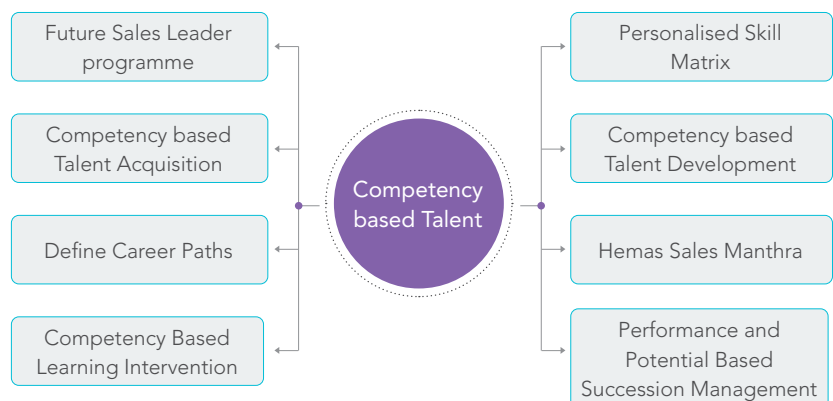 Future Sales Leader
programme
Competency based
Talent Acquisition
Define Career Paths
Competency Based
Learning Intervention
Competency
based Talent
Personalised Skill
Matrix
Competency based
Talent Development
Hemas Sales Manthra
Performance and
Potential Based
Succession Management